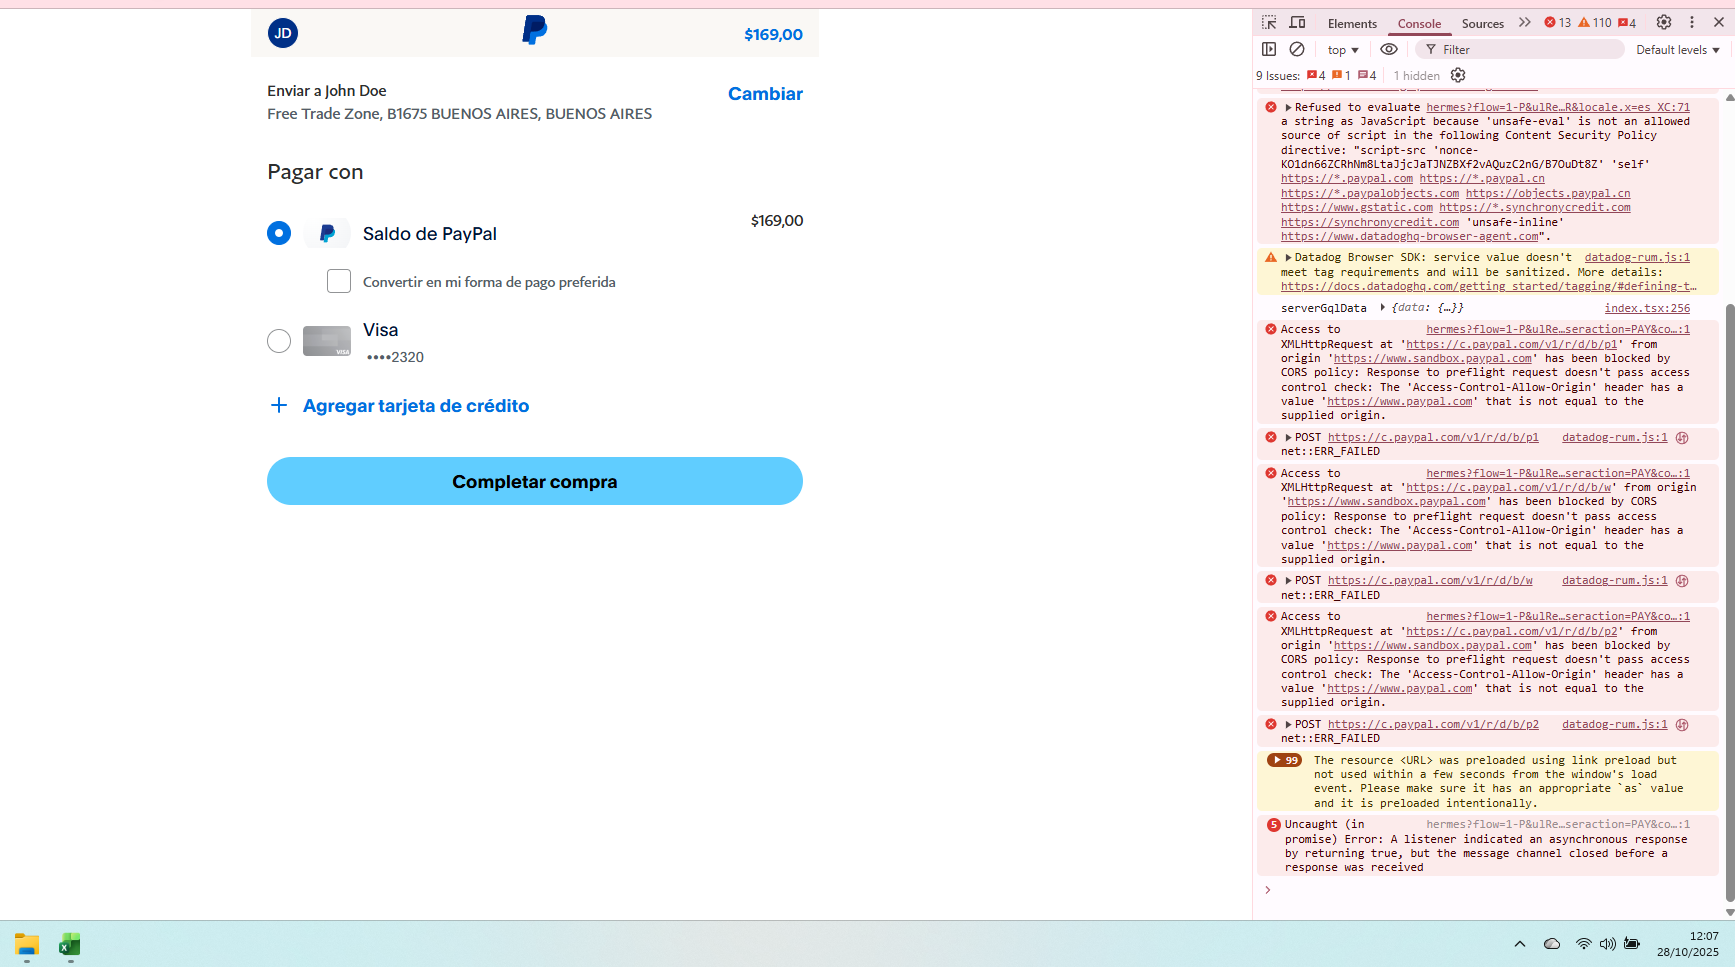 JD
$169,00
Enviar a John Doe
Cambiar
Free Trade Zone, B1675 BUENOS AIRES, BUENOS AIRES
Pagar con
Saldo de PayPal
$169,00
Convertir en mi forma de pago preferida
Visa
VISA
••••2320
+ Agregar tarjeta de crédito
Completar compra
Elements Console Sources 13 110 4
top Filter Default levels
9 Issues: 4 1 4 1 hidden
Refused to evaluate hermes?flow=1-P&ulRe…R&locale.x=es_XC:71
a string as JavaScript because 'unsafe-eval' is not an allowed
source of script in the following Content Security Policy
directive: "script-src 'nonce-
KO1dn66ZCRhNm8LtaJjcJaTJNZBXf2vAQuzC2nG/B7OuDt8Z' 'self'
https://*.paypal.com https://*.paypal.cn
https://*.paypalobjects.com https://objects.paypal.cn
https://www.gstatic.com https://*.synchronycredit.com
https://synchronycredit.com 'unsafe-inline'
https://www.datadoghq-browser-agent.com".
Datadog Browser SDK: service value doesn't datadog-rum.js:1
meet tag requirements and will be sanitized. More details:
https://docs.datadoghq.com/getting_started/tagging/#defining-t…
serverGqlData {data: {…}} index.tsx:256
Access to hermes?flow=1-P&ulRe…seraction=PAY&co…:1
XMLHttpRequest at 'https://c.paypal.com/v1/r/d/b/p1' from
origin 'https://www.sandbox.paypal.com' has been blocked by
CORS policy: Response to preflight request doesn't pass access
control check: The 'Access-Control-Allow-Origin' header has a
value 'https://www.paypal.com' that is not equal to the
supplied origin.
POST https://c.paypal.com/v1/r/d/b/p1 datadog-rum.js:1
net::ERR_FAILED
Access to hermes?flow=1-P&ulRe…seraction=PAY&co…:1
XMLHttpRequest at 'https://c.paypal.com/v1/r/d/b/w' from origin
'https://www.sandbox.paypal.com' has been blocked by CORS
policy: Response to preflight request doesn't pass access
control check: The 'Access-Control-Allow-Origin' header has a
value 'https://www.paypal.com' that is not equal to the
supplied origin.
POST https://c.paypal.com/v1/r/d/b/w datadog-rum.js:1
net::ERR_FAILED
Access to hermes?flow=1-P&ulRe…seraction=PAY&co…:1
XMLHttpRequest at 'https://c.paypal.com/v1/r/d/b/p2' from
origin 'https://www.sandbox.paypal.com' has been blocked by
CORS policy: Response to preflight request doesn't pass access
control check: The 'Access-Control-Allow-Origin' header has a
value 'https://www.paypal.com' that is not equal to the
supplied origin.
POST https://c.paypal.com/v1/r/d/b/p2 datadog-rum.js:1
net::ERR_FAILED
99 The resource <URL> was preloaded using link preload but
not used within a few seconds from the window's load
event. Please make sure it has an appropriate `as` value
and it is preloaded intentionally.
5 Uncaught (in hermes?flow=1-P&ulRe…seraction=PAY&co…:1
promise) Error: A listener indicated an asynchronous response
by returning true, but the message channel closed before a
response was received
12:07
28/10/2025